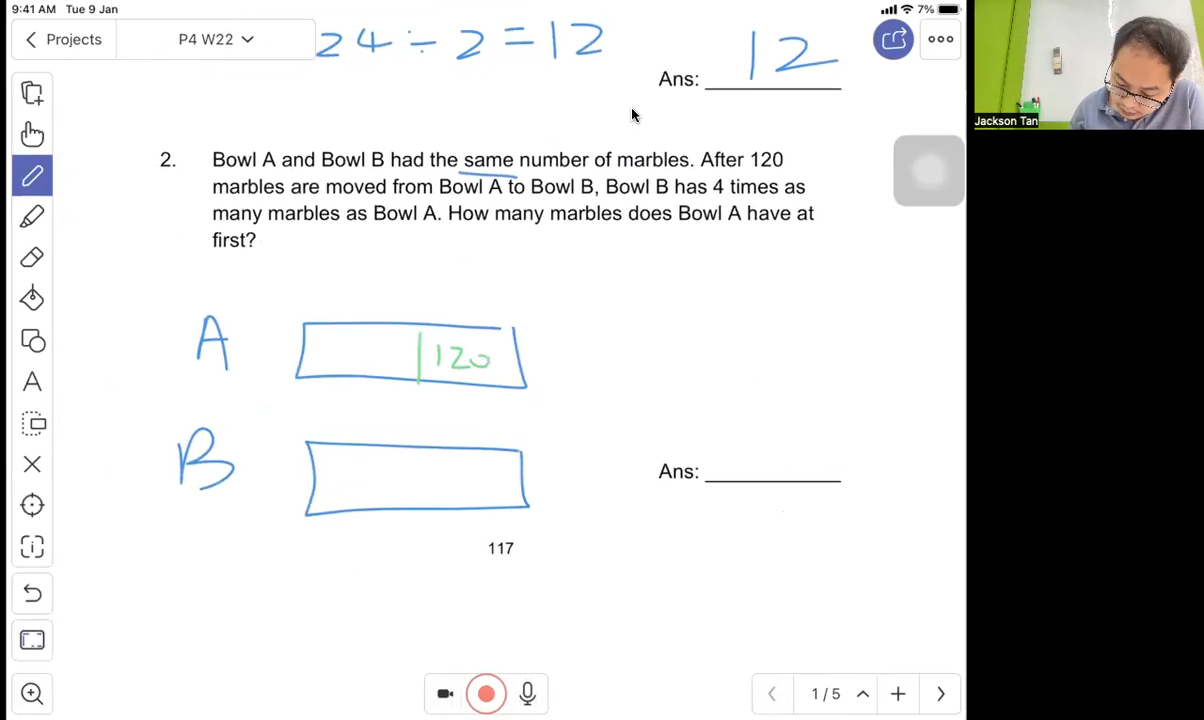 9:41 AM Tue 9 Jan
7%
Projects
P4 W22
24 ÷ 2 = 12
Ans: 12
Jackson Tan
2. Bowl A and Bowl B had the same number of marbles. After 120
marbles are moved from Bowl A to Bowl B, Bowl B has 4 times as
many marbles as Bowl A. How many marbles does Bowl A have at
first?
A
120
B
Ans:
117
A
1 / 5